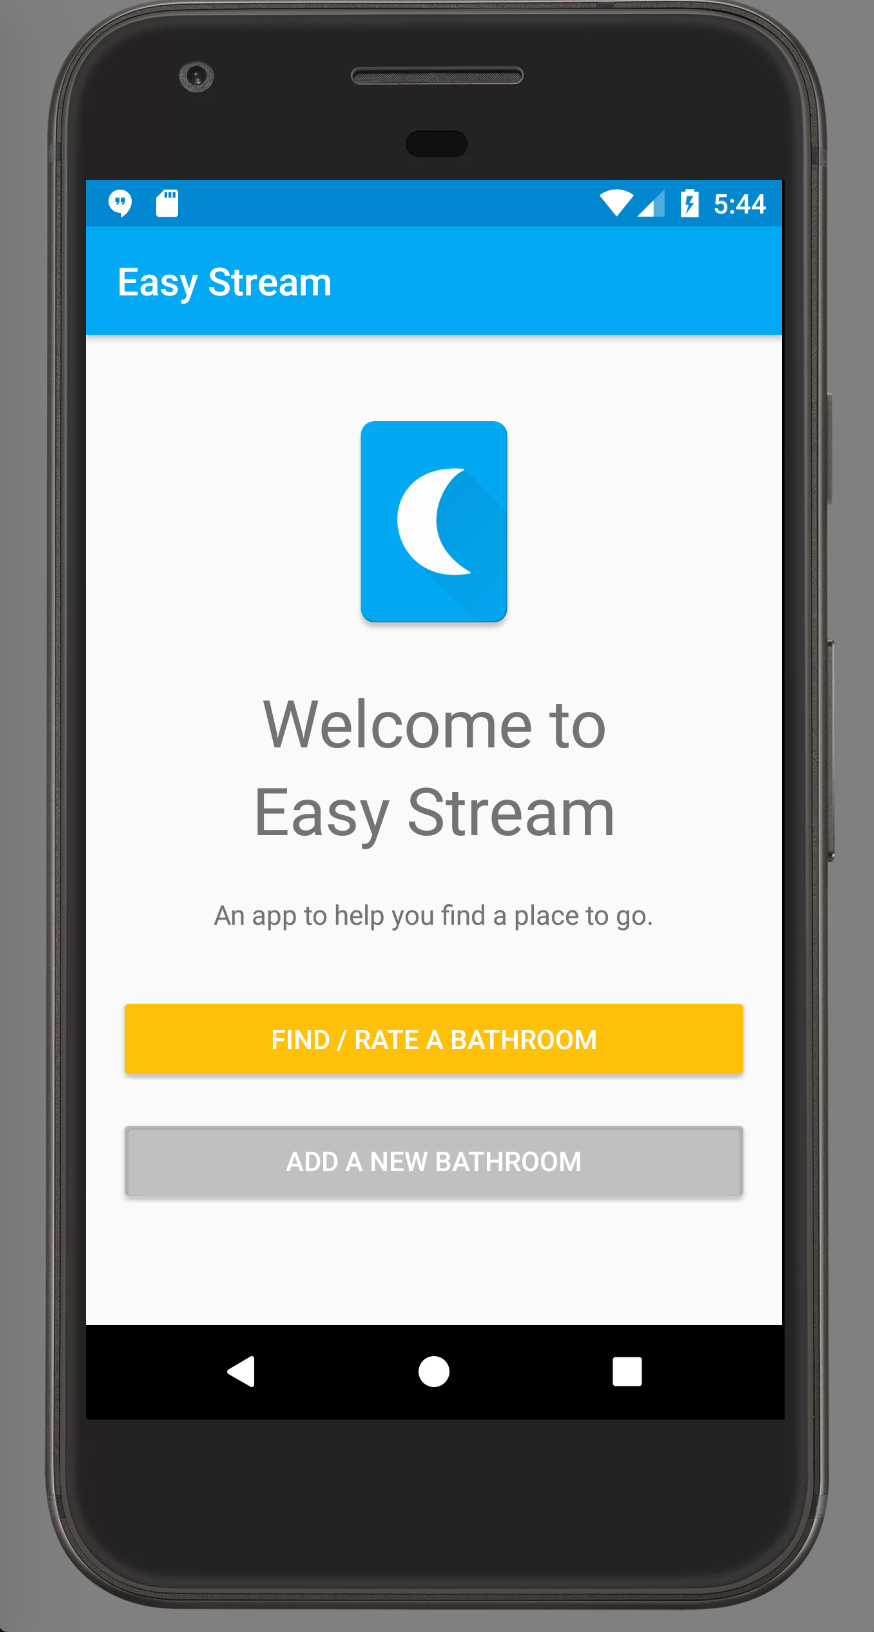 5:44
Easy Stream
Welcome to
Easy Stream
An app to help you find a place to go.
FIND / RATE A BATHROOM
ADD A NEW BATHROOM